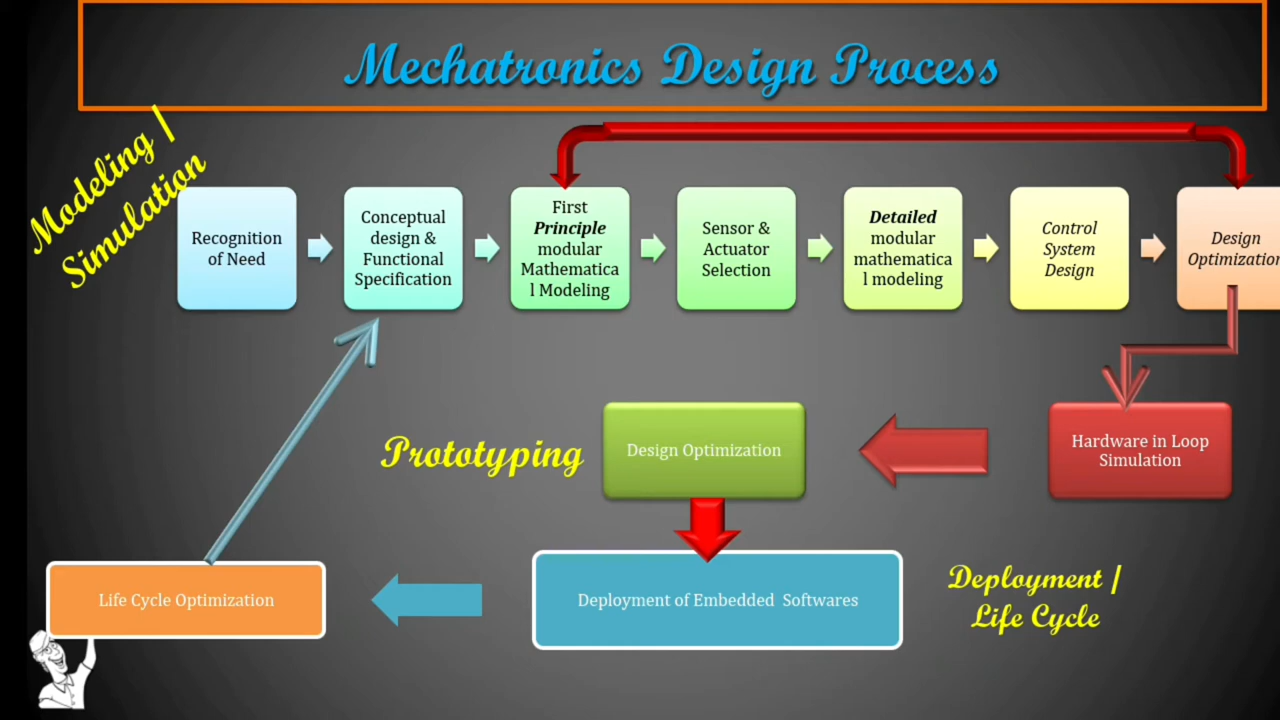 Mechatronics Design Process
Modeling /
Simulation
Recognition
of Need
Conceptual
design &
Functional
Specification
First
Principle
modular
Mathematica
l Modeling
Sensor &
Actuator
Selection
Detailed
modular
mathematica
l modeling
Control
System
Design
Design
Optimization
Prototyping
Design Optimization
Hardware in Loop
Simulation
Life Cycle Optimization
Deployment of Embedded  Softwares
Deployment /
Life Cycle